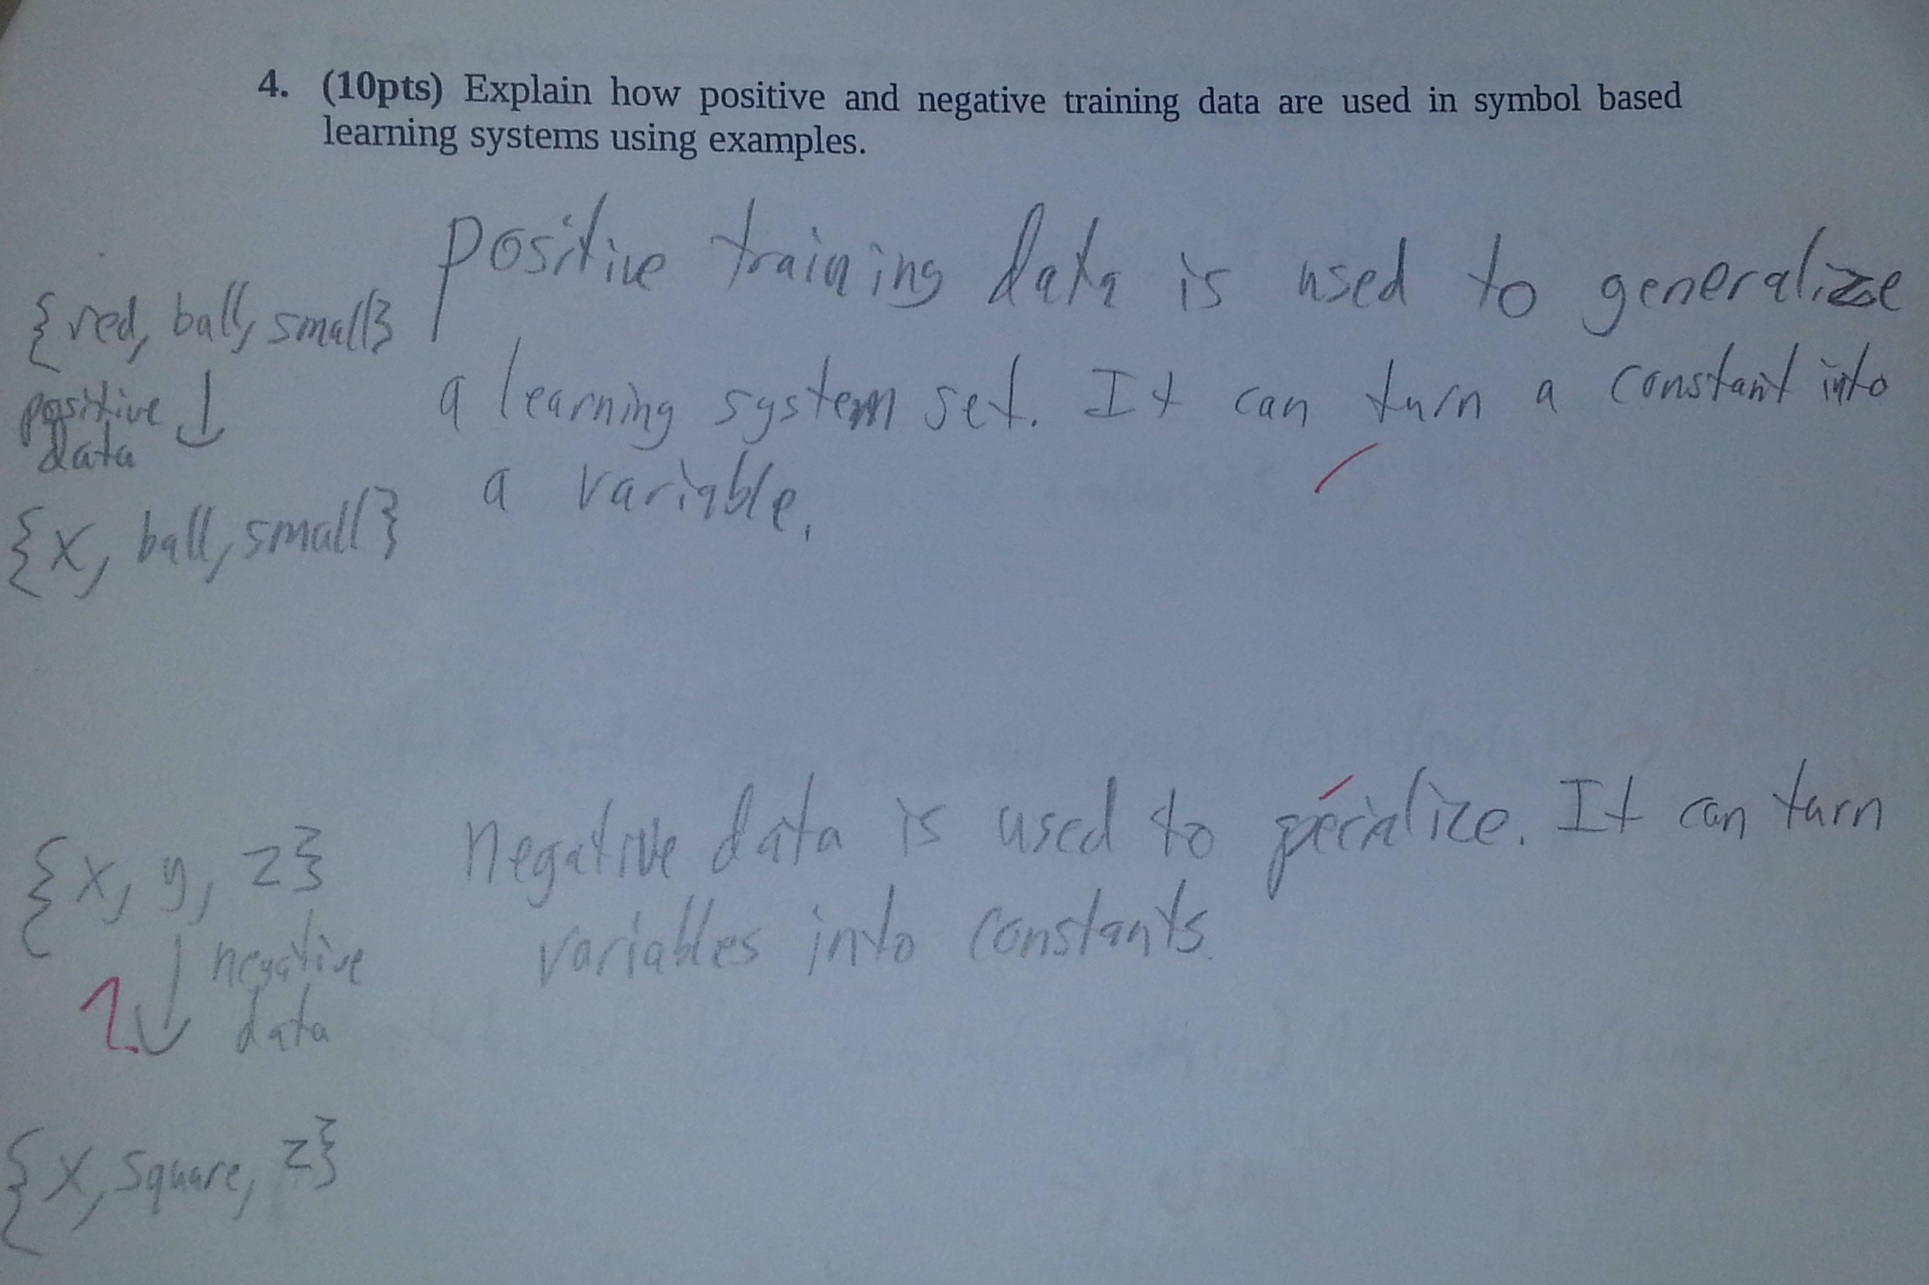 4. (10pts) Explain how positive and negative training data are used in symbol based
learning systems using examples.
positive training data is used to generalize
a learning system set. It can turn a constant into
a variable.
{red, ball, small}
positive
data
{x, ball, small}
negative data is used to pecialize. It can turn
variables into constants.
{x, y, z}
negative
data
{x, square, z}